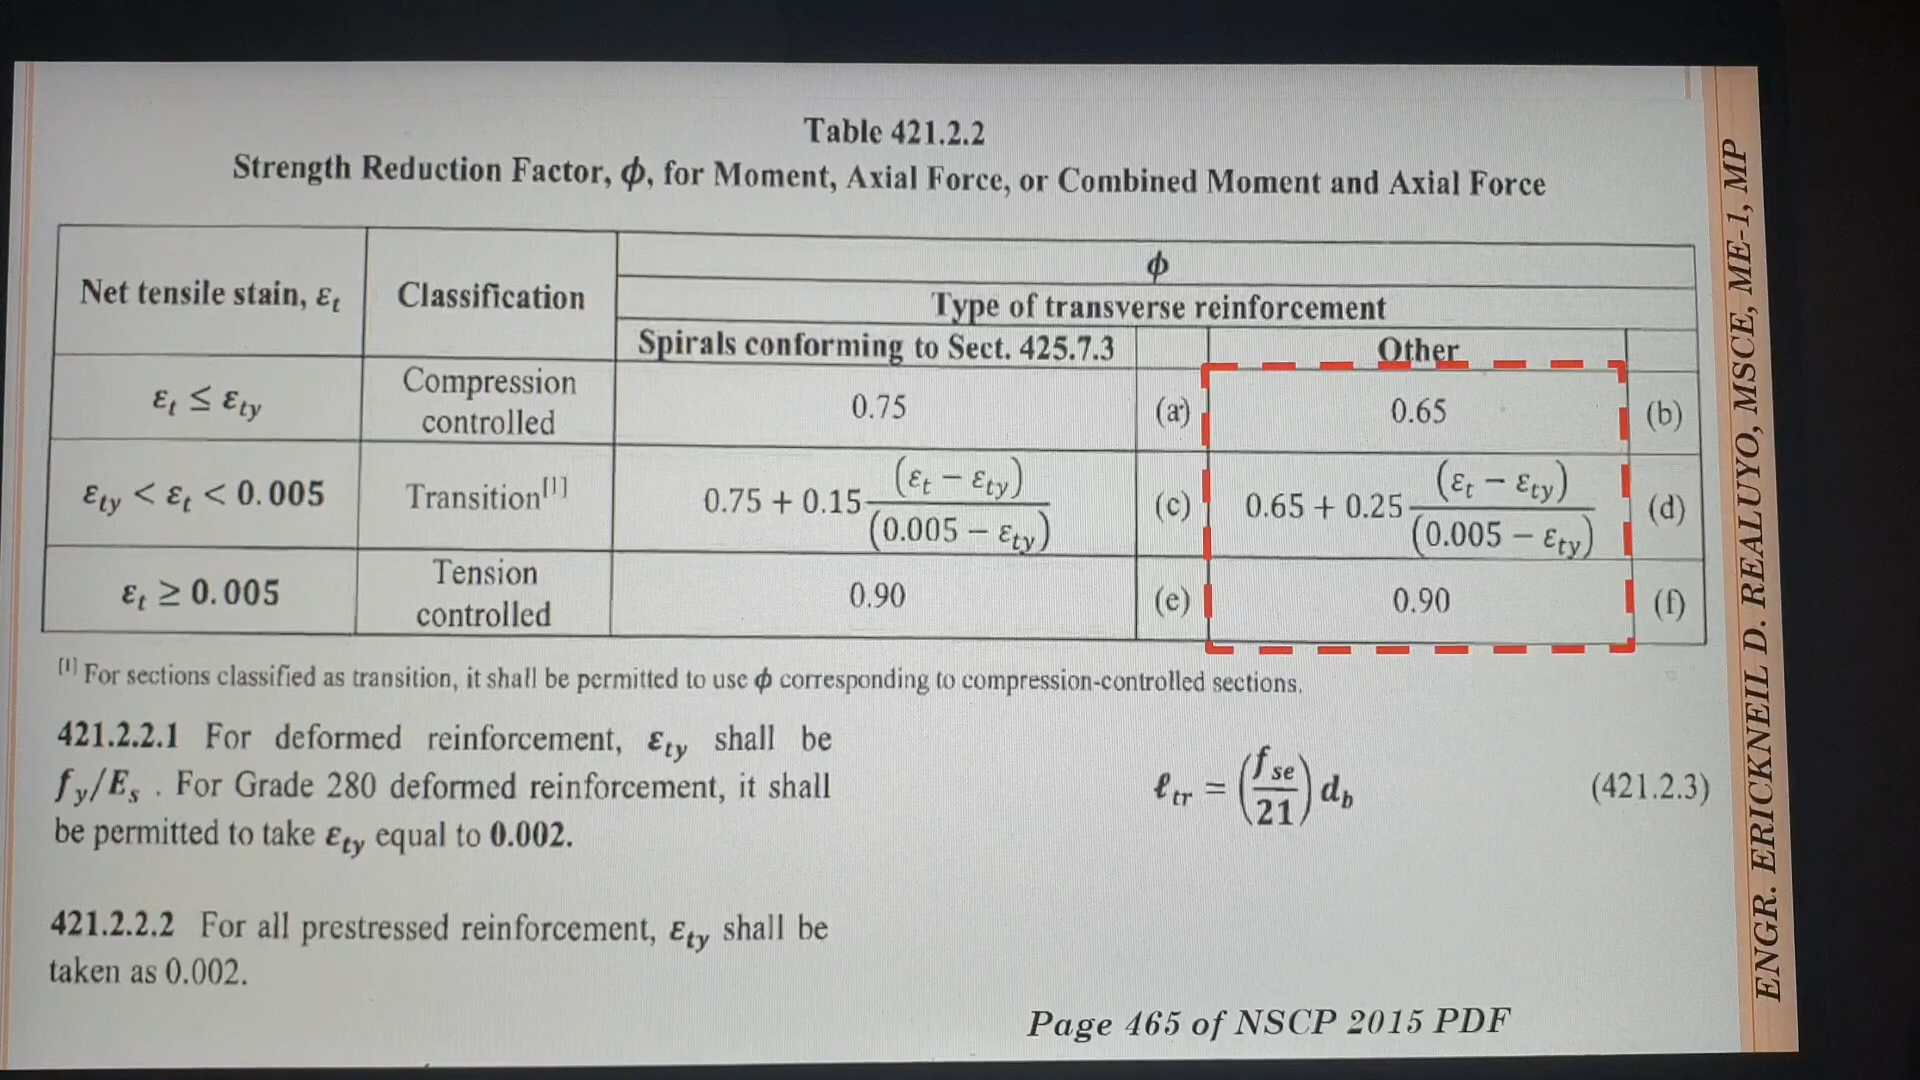 Table 421.2.2
Strength Reduction Factor, ϕ, for Moment, Axial Force, or Combined Moment and Axial Force
Net tensile stain, εt
Classification
ϕ
Type of transverse reinforcement
Spirals conforming to Sect. 425.7.3
Other
εt ≤ εty
Compression
controlled
0.75
(a)
0.65
(b)
εty < εt < 0.005
Transition[1]
0.75 + 0.15 (εt − εty) / (0.005 − εty)
(c)
0.65 + 0.25 (εt − εty) / (0.005 − εty)
(d)
εt ≥ 0.005
Tension
controlled
0.90
(e)
0.90
(f)
[1] For sections classified as transition, it shall be permitted to use ϕ corresponding to compression-controlled sections.
421.2.2.1 For deformed reinforcement, εty shall be
fy/Es . For Grade 280 deformed reinforcement, it shall
be permitted to take εty equal to 0.002.
421.2.2.2 For all prestressed reinforcement, εty shall be
taken as 0.002.
ℓtr = (fse / 21) db
(421.2.3)
Page 465 of NSCP 2015 PDF
ENGR. ERICKNEIL D. REALUYO, MSCE, ME-1, MP